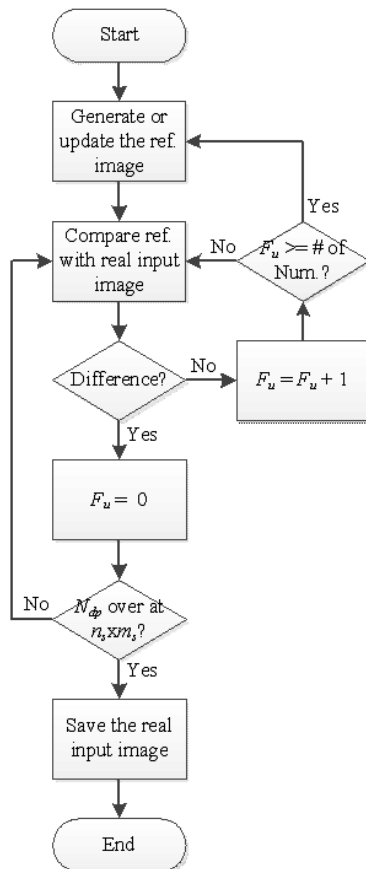 Start
Generate or
update the ref.
image
Yes
Compare ref.
with real input
image
No
F_u >= # of
Num.?
Difference?
No
F_u = F_u + 1
Yes
F_u = 0
No
N_dp over at
n_s x m_s?
Yes
Save the real
input image
End